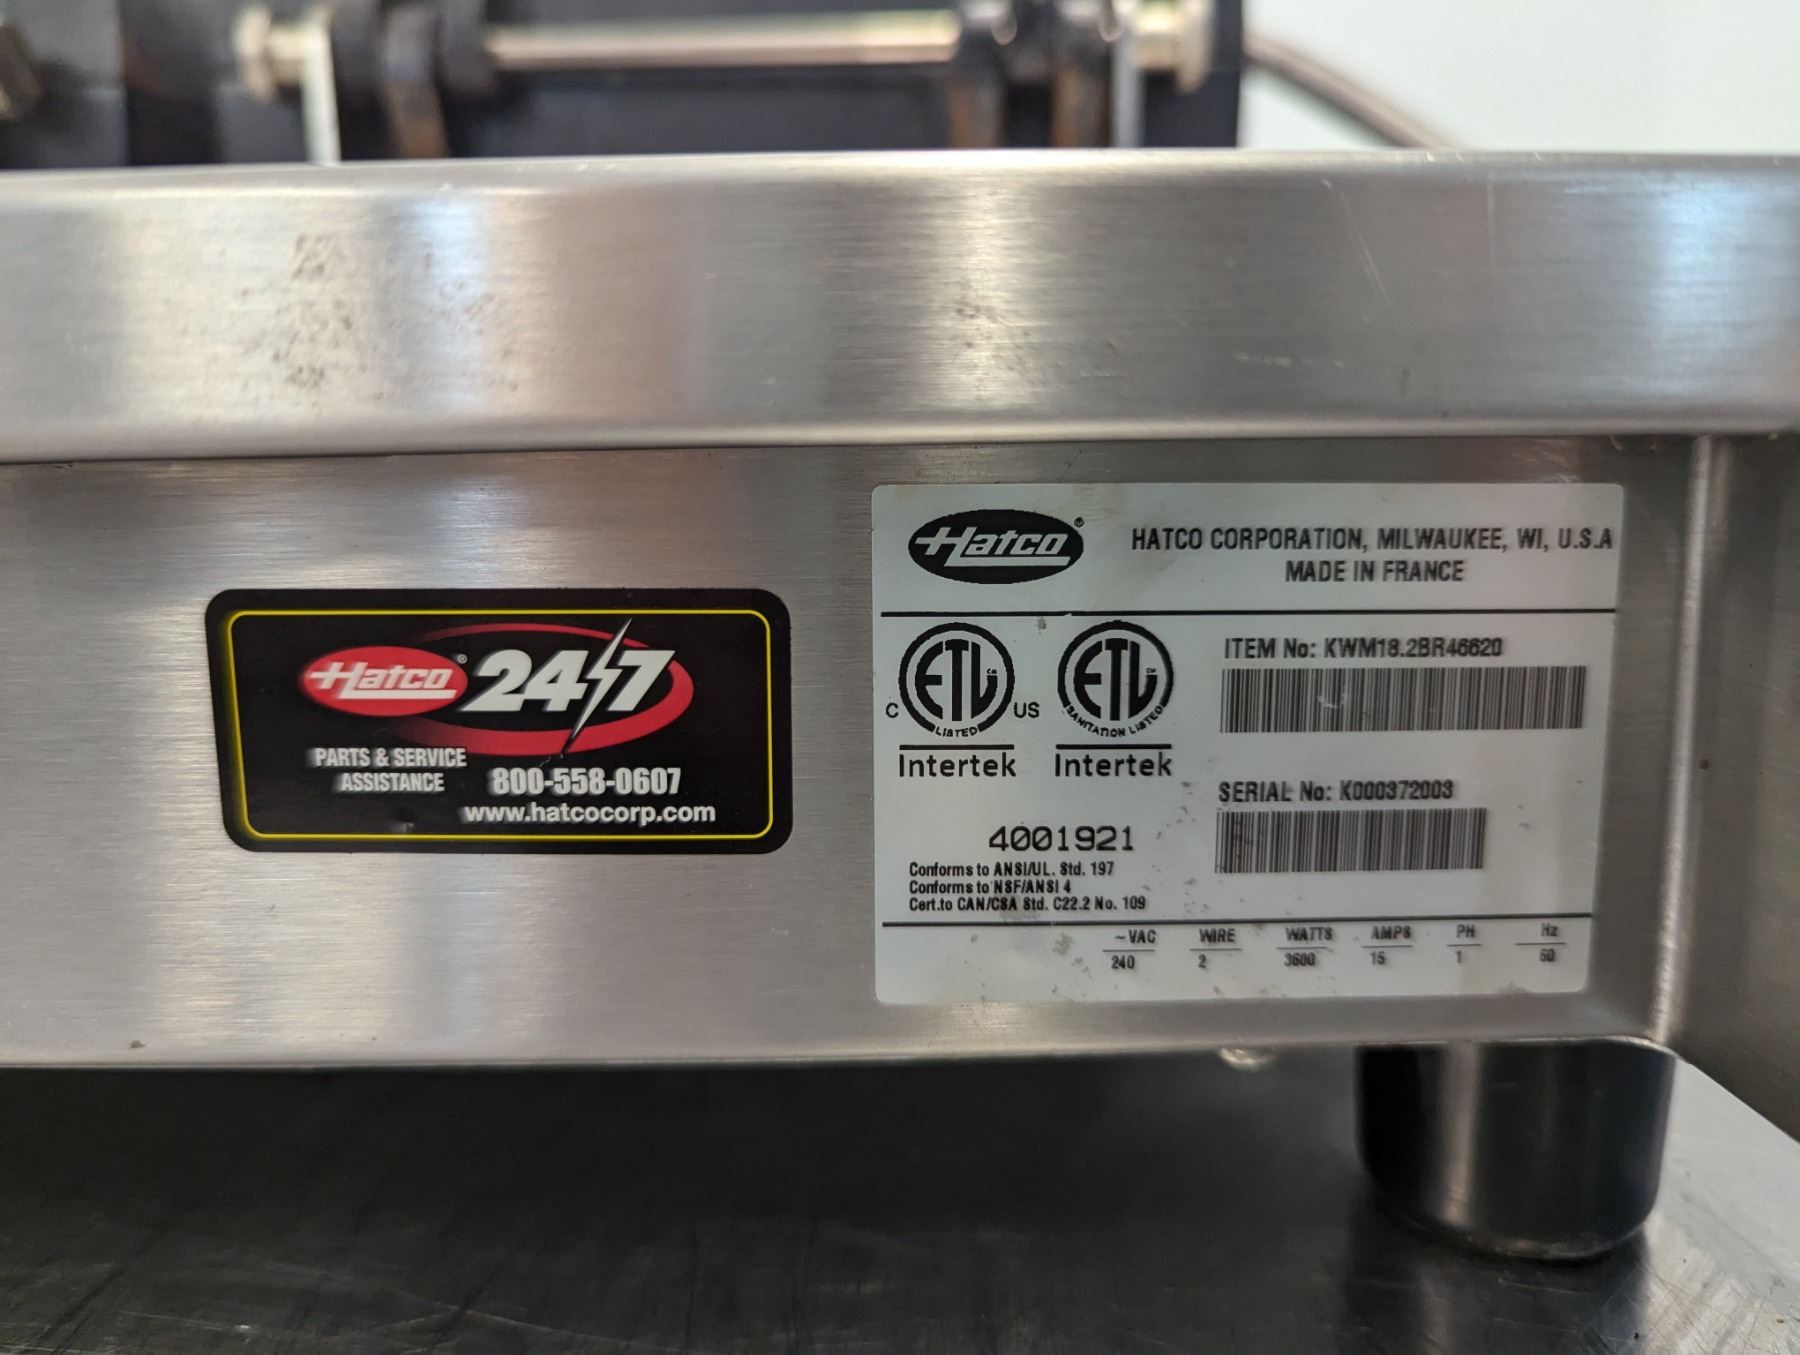 Hatco® 24/7
PARTS & SERVICE
ASSISTANCE
800-558-0607
www.hatcocorp.com
Hatco®
HATCO CORPORATION, MILWAUKEE, WI, U.S.A
MADE IN FRANCE
C ETL CM US
LISTED
Intertek
ETL CM
SANITATION LISTED
Intertek
ITEM No: KWM18.2BR46620
SERIAL No: K000372003
4001921
Conforms to ANSI/UL. Std. 197
Conforms to NSF/ANSI 4
Cert.to CAN/CSA Std. C22.2 No. 109
~VAC WIRE WATTS AMPS PH Hz
240 2 3600 15 1 60